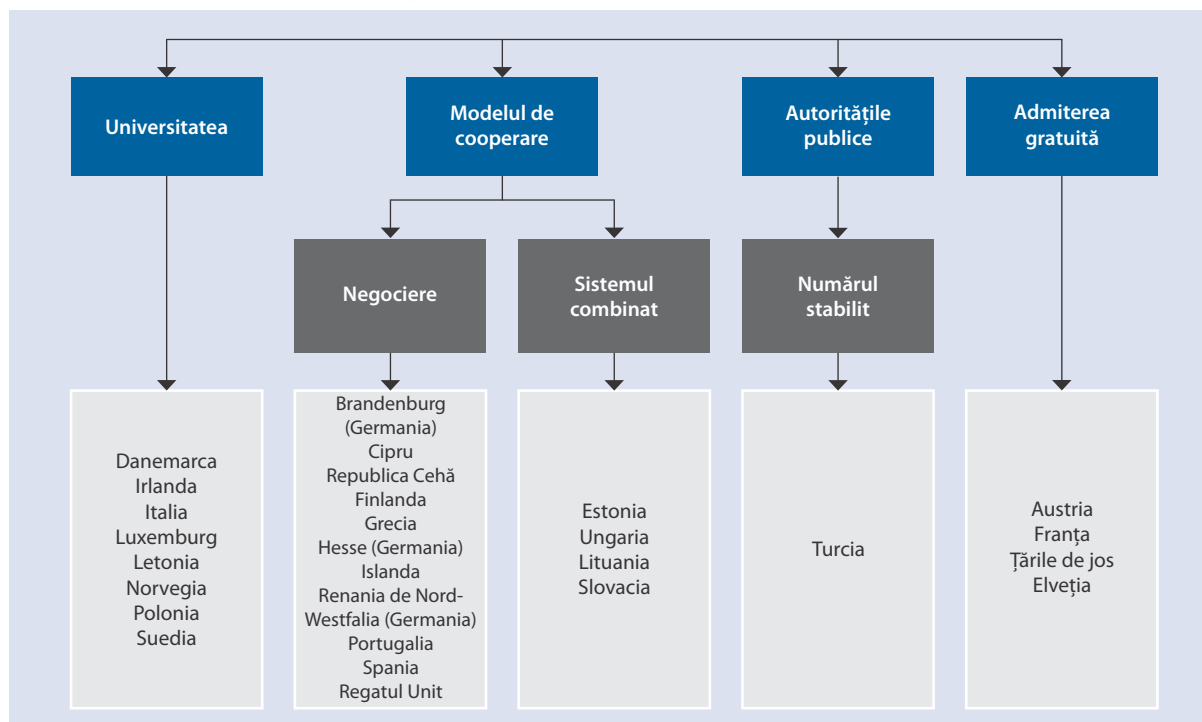 Universitatea
Modelul de
cooperare
Autoritățile
publice
Admiterea
gratuită
Negociere
Sistemul
combinat
Numărul
stabilit
Danemarca
Irlanda
Italia
Luxemburg
Letonia
Norvegia
Polonia
Suedia
Brandenburg
(Germania)
Cipru
Republica Cehă
Finlanda
Grecia
Hesse (Germania)
Islanda
Renania de Nord-
Westfalia (Germania)
Portugalia
Spania
Regatul Unit
Estonia
Ungaria
Lituania
Slovacia
Turcia
Austria
Franța
Țările de jos
Elveția